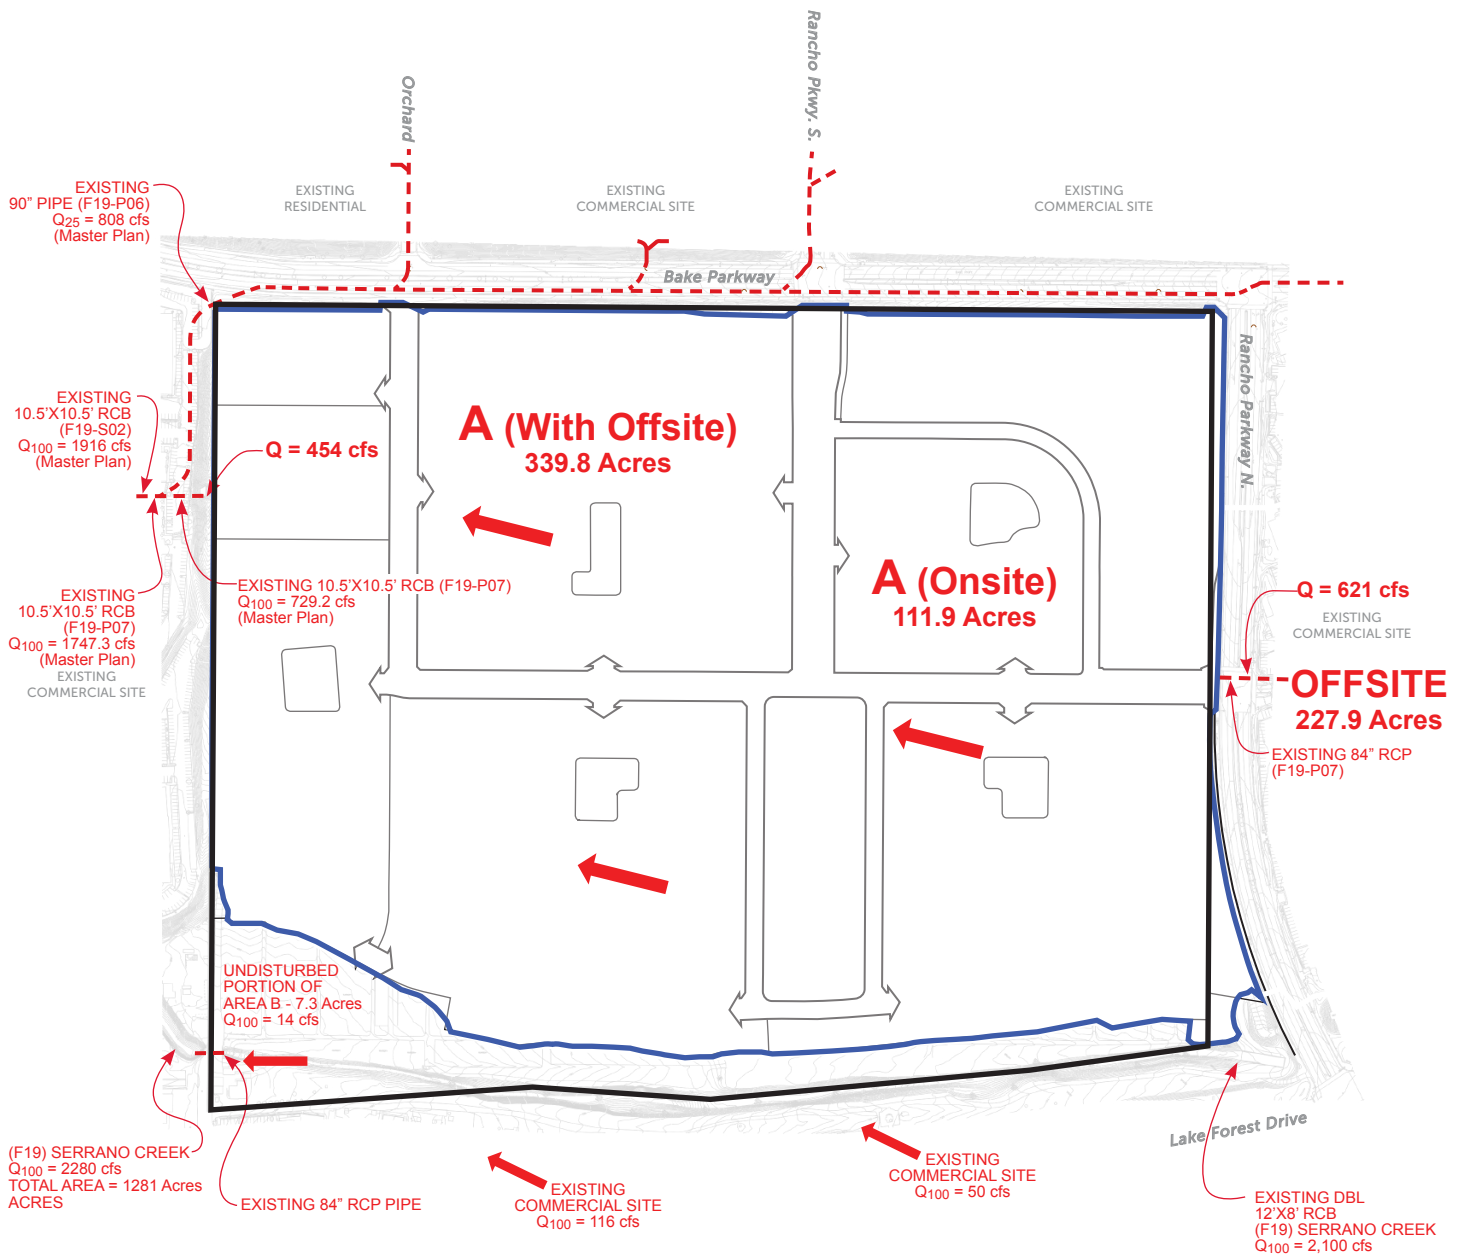 Orchard
Rancho Pkwy. S.
EXISTING
90” PIPE (F19-P06)
Q25 = 808 cfs
(Master Plan)
EXISTING
RESIDENTIAL
EXISTING
COMMERCIAL SITE
EXISTING
COMMERCIAL SITE
Bake Parkway
Rancho Parkway N.
EXISTING
10.5’X10.5’ RCB
(F19-S02)
Q100 = 1916 cfs
(Master Plan)
Q = 454 cfs
A (With Offsite)
339.8 Acres
EXISTING
10.5’X10.5’ RCB
(F19-P07)
Q100 = 1747.3 cfs
(Master Plan)
EXISTING
COMMERCIAL SITE
EXISTING 10.5’X10.5’ RCB (F19-P07)
Q100 = 729.2 cfs
(Master Plan)
A (Onsite)
111.9 Acres
Q = 621 cfs
EXISTING
COMMERCIAL SITE
OFFSITE
227.9 Acres
EXISTING 84” RCP
(F19-P07)
UNDISTURBED
PORTION OF
AREA B - 7.3 Acres
Q100 = 14 cfs
Lake Forest Drive
(F19) SERRANO CREEK
Q100 = 2280 cfs
TOTAL AREA = 1281 Acres
ACRES
EXISTING 84” RCP PIPE
EXISTING
COMMERCIAL SITE
Q100 = 116 cfs
EXISTING
COMMERCIAL SITE
Q100 = 50 cfs
EXISTING DBL
12’X8’ RCB
(F19) SERRANO CREEK
Q100 = 2,100 cfs